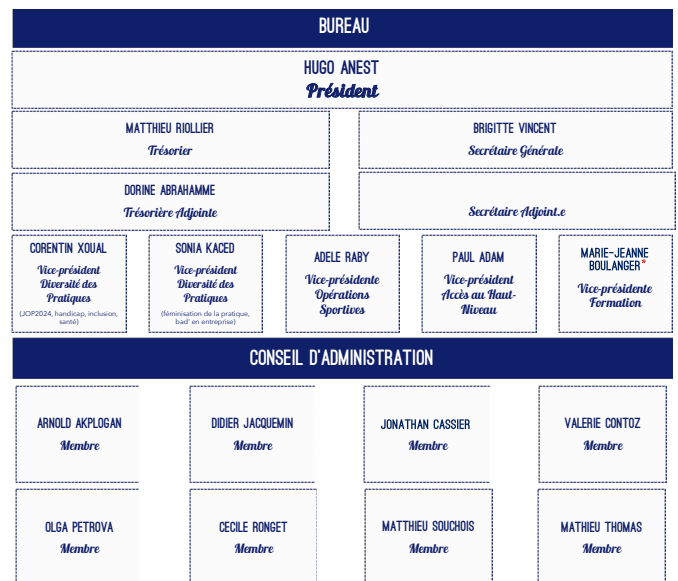 BUREAU
HUGO ANEST
Président
MATTHIEU RIOLLIER
Trésorier
BRIGITTE VINCENT
Secrétaire Générale
DORINE ABRAHAMME
Trésorière Adjointe
Secrétaire Adjoint.e
CORENTIN XOUAL
Vice-président
Diversité des
Pratiques
(JOP2024, handicap, inclusion,
santé)
SONIA KACED
Vice-président
Diversité des
Pratiques
(féminisation de la pratique,
bad' en entreprise)
ADELE RABY
Vice-présidente
Opérations
Sportives
PAUL ADAM
Vice-président
Accès au Haut-
Niveau
MARIE-JEANNE
BOULANGER*
Vice-présidente
Formation
CONSEIL D'ADMINISTRATION
ARNOLD AKPLOGAN
Membre
DIDIER JACQUEMIN
Membre
JONATHAN CASSIER
Membre
VALERIE CONTOZ
Membre
OLGA PETROVA
Membre
CECILE RONGET
Membre
MATTHIEU SOUCHOIS
Membre
MATHIEU THOMAS
Membre